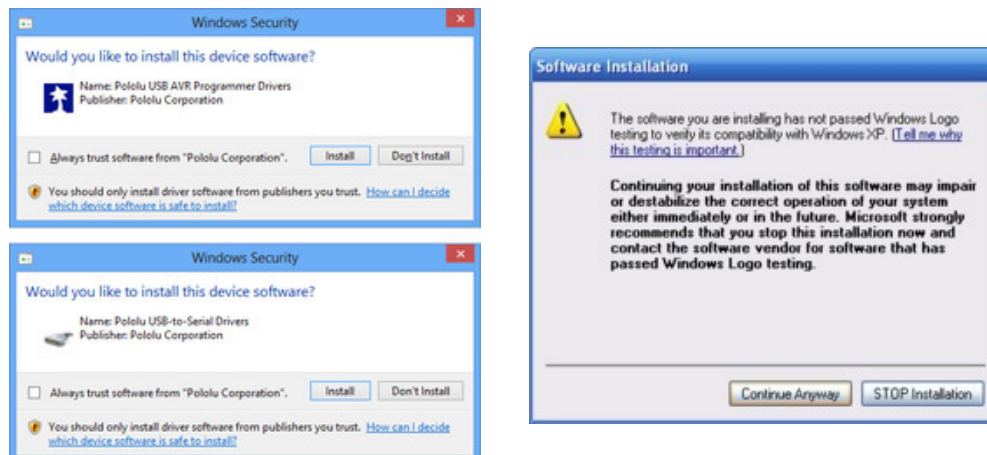 Windows Security
Would you like to install this device software?
Name: Pololu USB AVR Programmer Drivers
Publisher: Pololu Corporation
Always trust software from "Pololu Corporation".
Install
Don't Install
You should only install driver software from publishers you trust. How can I decide
which device software is safe to install?
Windows Security
Would you like to install this device software?
Name: Pololu USB-to-Serial Drivers
Publisher: Pololu Corporation
Always trust software from "Pololu Corporation".
Install
Don't Install
You should only install driver software from publishers you trust. How can I decide
which device software is safe to install?
Software Installation
The software you are installing has not passed Windows Logo
testing to verify its compatibility with Windows XP. (Tell me why
this testing is important.)
Continuing your installation of this software may impair
or destabilize the correct operation of your system
either immediately or in the future. Microsoft strongly
recommends that you stop this installation now and
contact the software vendor for software that has
passed Windows Logo testing.
Continue Anyway
STOP Installation